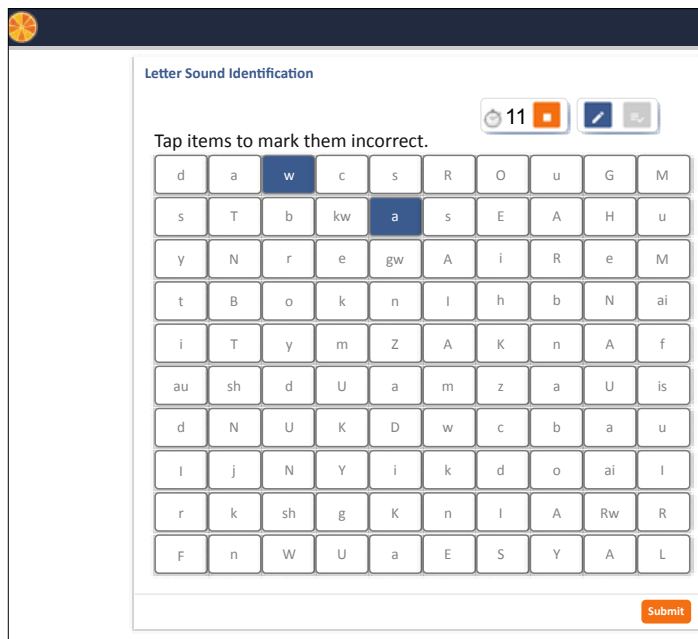 Letter Sound Identification
11
Tap items to mark them incorrect.
d a w c s R O u G M
s T b kw a s E A H u
y N r e gw A i R e M
t B o k n I h b N ai
i T y m Z A K n A f
au sh d U a m z a U is
d N U K D w c b a u
I j N Y i k d o ai I
r k sh g K n I A Rw R
F n W U a E S Y A L
Submit